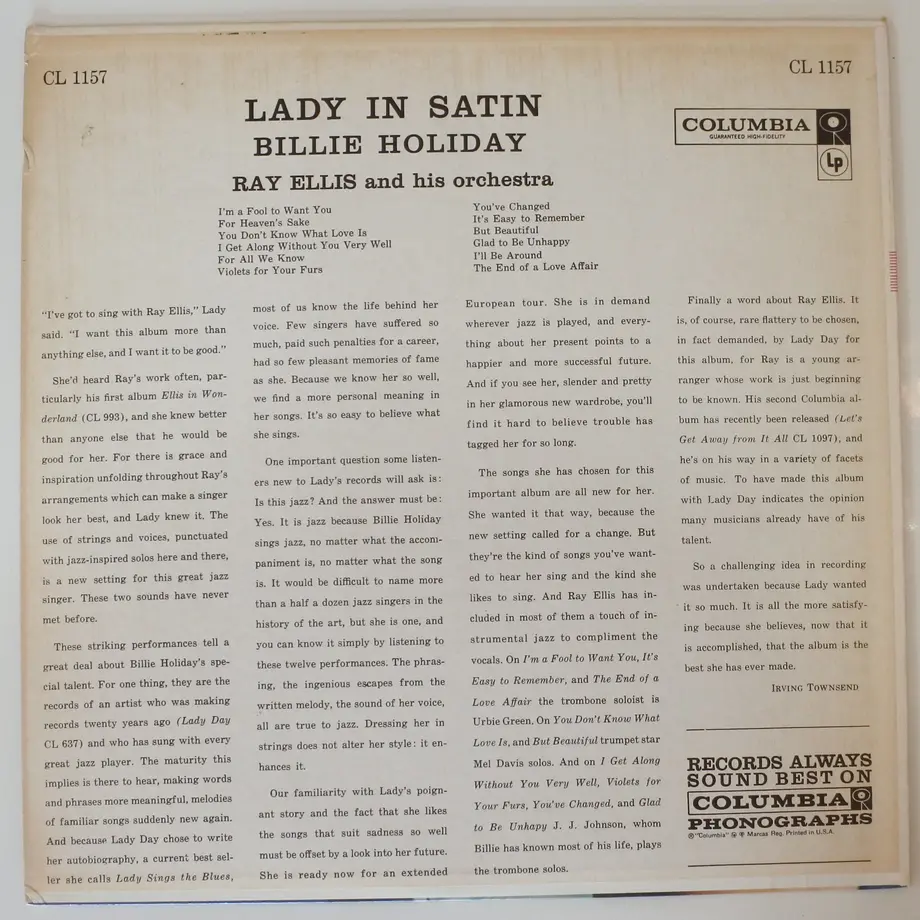 CL 1157
CL 1157
LADY IN SATIN
BILLIE HOLIDAY
RAY ELLIS and his orchestra
COLUMBIA
GUARANTEED HIGH-FIDELITY
Lp
I'm a Fool to Want You
For Heaven's Sake
You Don't Know What Love Is
I Get Along Without You Very Well
For All We Know
Violets for Your Furs
You've Changed
It's Easy to Remember
But Beautiful
Glad to Be Unhappy
I'll Be Around
The End of a Love Affair
"I've got to sing with Ray Ellis," Lady
said. "I want this album more than
anything else, and I want it to be good."
She'd heard Ray's work often, par-
ticularly his first album Ellis in Won-
derland (CL 993), and she knew better
than anyone else that he would be
good for her. For there is grace and
inspiration unfolding throughout Ray's
arrangements which can make a singer
look her best, and Lady knew it. The
use of strings and voices, punctuated
with jazz-inspired solos here and there,
is a new setting for this great jazz
singer. These two sounds have never
met before.
These striking performances tell a
great deal about Billie Holiday's spe-
cial talent. For one thing, they are the
records of an artist who was making
records twenty years ago (Lady Day
CL 637) and who has sung with every
great jazz player. The maturity this
implies is there to hear, making words
and phrases more meaningful, melodies
of familiar songs suddenly new again.
And because Lady Day chose to write
her autobiography, a current best sel-
ler she calls Lady Sings the Blues,
most of us know the life behind her
voice. Few singers have suffered so
much, paid such penalties for a career,
had so few pleasant memories of fame
as she. Because we know her so well,
we find a more personal meaning in
her songs. It's so easy to believe what
she sings.
One important question some listen-
ers new to Lady's records will ask is:
Is this jazz? And the answer must be:
Yes. It is jazz because Billie Holiday
sings jazz, no matter what the accom-
paniment is, no matter what the song
is. It would be difficult to name more
than a half a dozen jazz singers in the
history of the art, but she is one, and
you can know it simply by listening to
these twelve performances. The phras-
ing, the ingenious escapes from the
written melody, the sound of her voice,
all are true to jazz. Dressing her in
strings does not alter her style: it en-
hances it.
Our familiarity with Lady's poign-
ant story and the fact that she likes
the songs that suit sadness so well
must be offset by a look into her future.
She is ready now for an extended
European tour. She is in demand
wherever jazz is played, and every-
thing about her present points to a
happier and more successful future.
And if you see her, slender and pretty
in her glamorous new wardrobe, you'll
find it hard to believe trouble has
tagged her for so long.
The songs she has chosen for this
important album are all new for her.
She wanted it that way, because the
new setting called for a change. But
they're the kind of songs you've want-
ed to hear her sing and the kind she
likes to sing. And Ray Ellis has in-
cluded in most of them a touch of in-
strumental jazz to compliment the
vocals. On I'm a Fool to Want You, It's
Easy to Remember, and The End of a
Love Affair the trombone soloist is
Urbie Green. On You Don't Know What
Love Is, and But Beautiful trumpet star
Mel Davis solos. And on I Get Along
Without You Very Well, Violets for
Your Furs, You've Changed, and Glad
to Be Unhapy J. J. Johnson, whom
Billie has known most of his life, plays
the trombone solos.
Finally a word about Ray Ellis. It
is, of course, rare flattery to be chosen,
in fact demanded, by Lady Day for
this album, for Ray is a young ar-
ranger whose work is just beginning
to be known. His second Columbia al-
bum has recently been released (Let's
Get Away from It All CL 1097), and
he's on his way in a variety of facets
of music. To have made this album
with Lady Day indicates the opinion
many musicians already have of his
talent.
So a challenging idea in recording
was undertaken because Lady wanted
it so much. It is all the more satisfy-
ing because she believes, now that it
is accomplished, that the album is the
best she has ever made.
IRVING TOWNSEND
RECORDS ALWAYS
SOUND BEST ON
COLUMBIA
PHONOGRAPHS
® "Columbia" Marcas Reg. Printed in U.S.A.